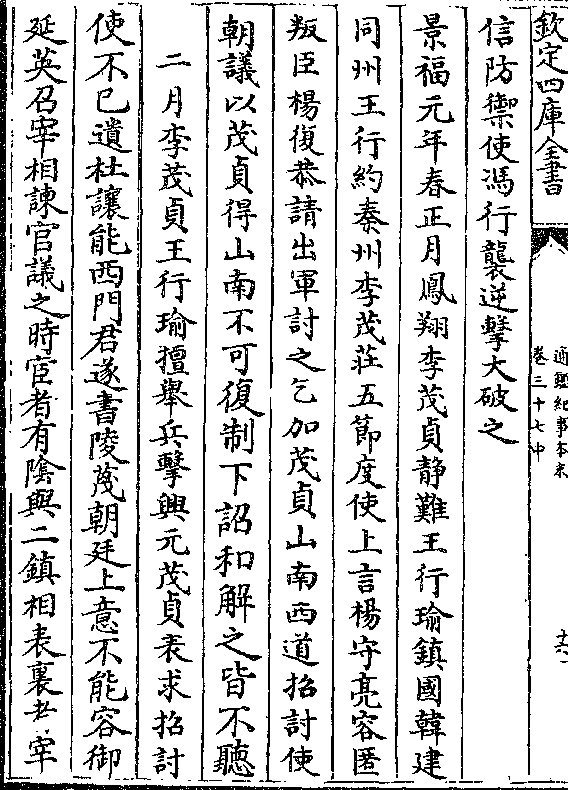 欽定四庫全書
通鑑紀事本末
卷三十七中
信防禦使馮行襲逆擊大破之
景福元年春正月鳳翔李茂貞静難王行瑜鎮國韓建
同州王行約秦州李茂莊五節度使上言楊守亮容匿
叛臣楊復恭請出軍討之乞加茂貞山南西道招討使
朝議以茂貞得山南不可復制下詔和解之皆不聽
二月李茂貞王行瑜擅舉兵擊興元茂貞表求招討
使不已遺杜讓能西門君遂書陵蔑朝廷上意不能容御
延英召宰相諫官議之時宦者有隂與二鎮相表裏者宰